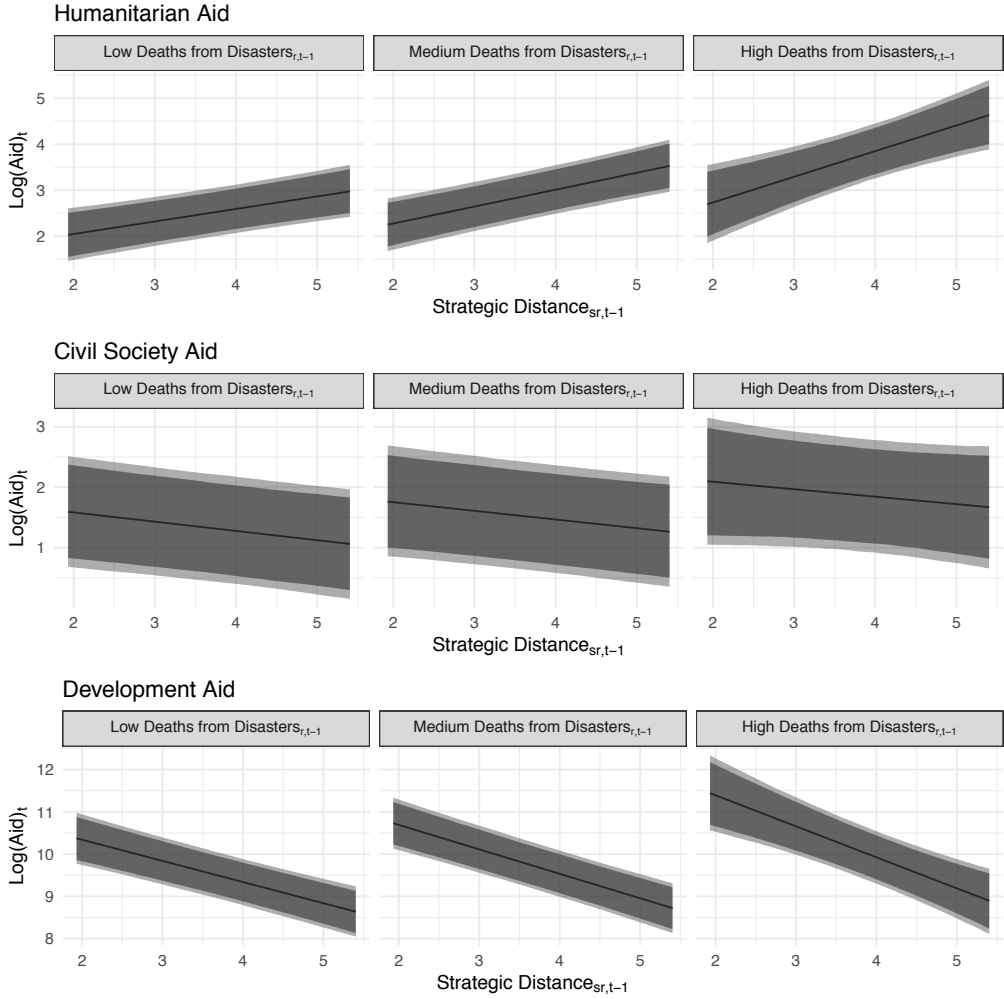 Humanitarian Aid
Low Deaths from Disasters_r,t−1 Medium Deaths from Disasters_r,t−1 High Deaths from Disasters_r,t−1
5
4
3
2
Log(Aid)_t
2 3 4 5 2 3 4 5 2 3 4 5
Strategic Distance_sr,t−1
Civil Society Aid
Low Deaths from Disasters_r,t−1 Medium Deaths from Disasters_r,t−1 High Deaths from Disasters_r,t−1
3
2
1
Log(Aid)_t
2 3 4 5 2 3 4 5 2 3 4 5
Strategic Distance_sr,t−1
Development Aid
Low Deaths from Disasters_r,t−1 Medium Deaths from Disasters_r,t−1 High Deaths from Disasters_r,t−1
12
11
10
9
8
Log(Aid)_t
2 3 4 5 2 3 4 5 2 3 4 5
Strategic Distance_sr,t−1